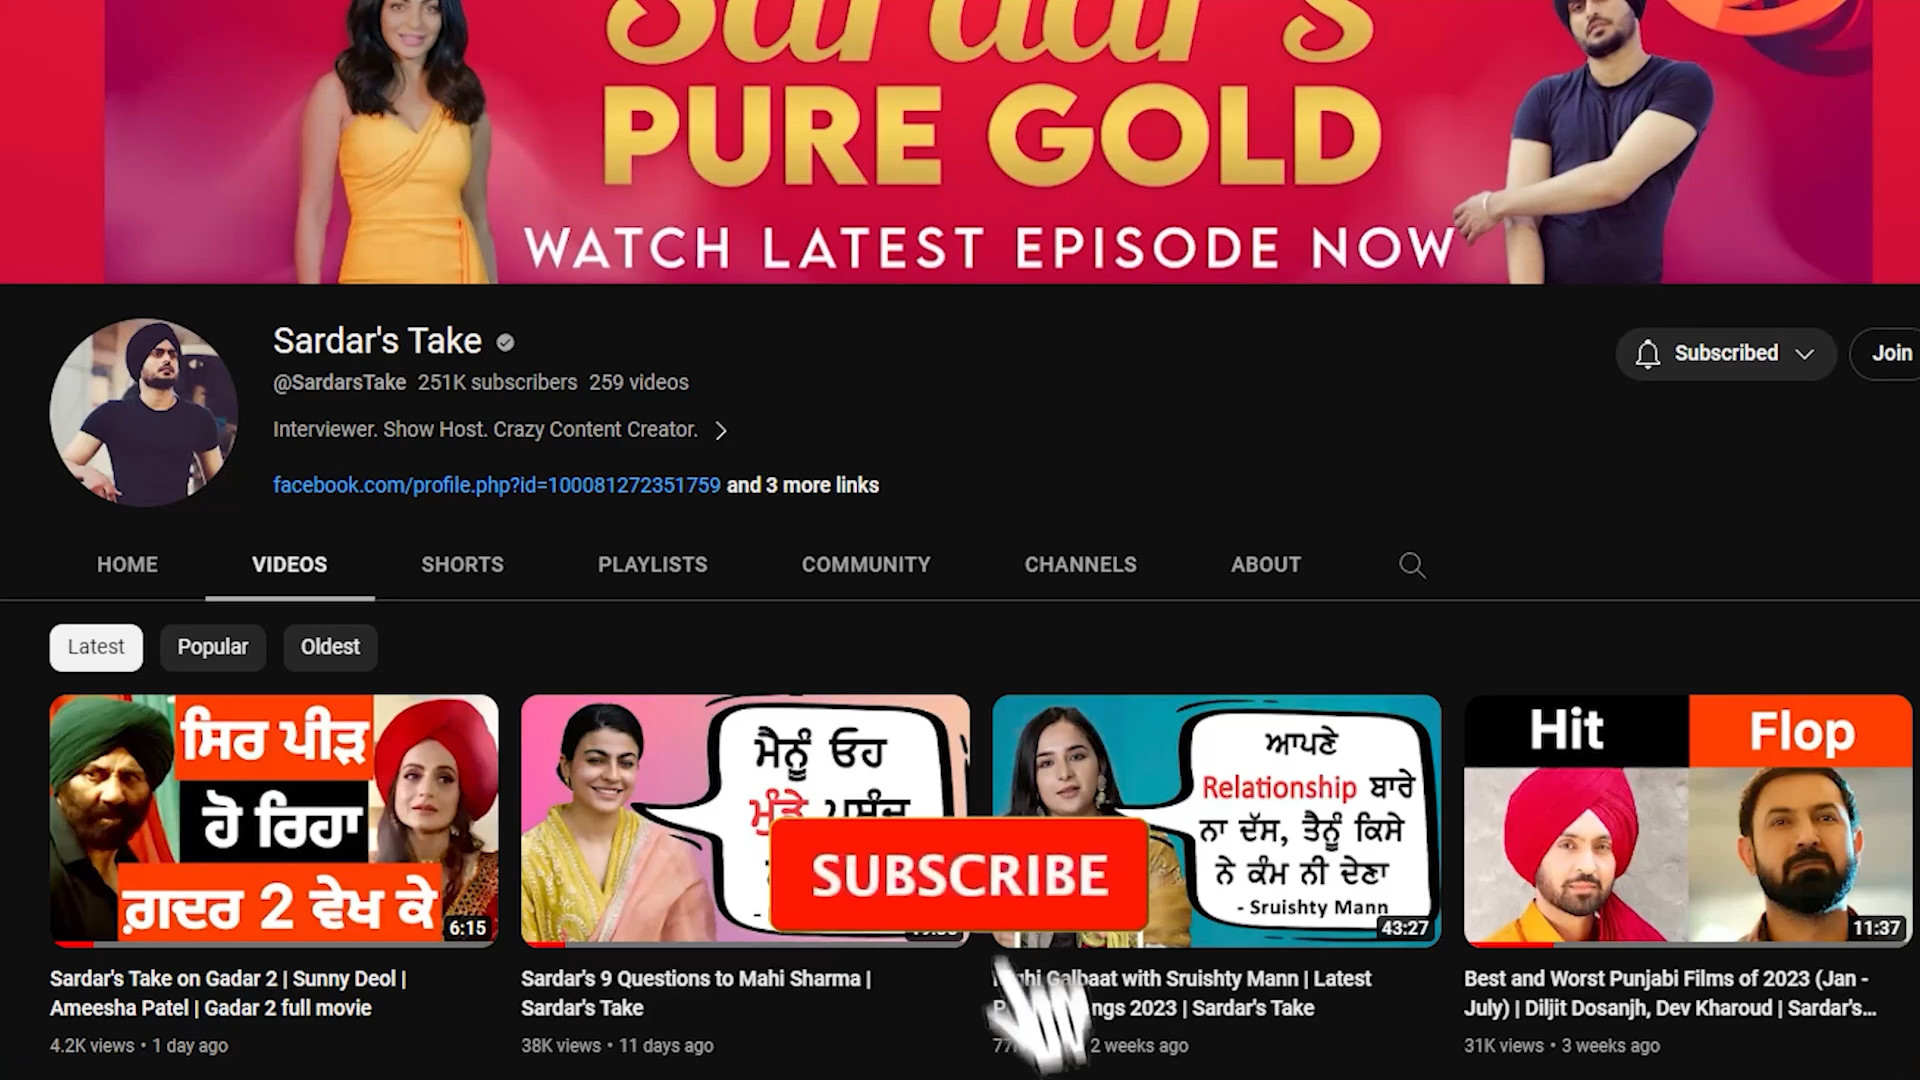 Sardar's
PURE GOLD
WATCH LATEST EPISODE NOW
Sardar's Take
@SardarsTake 251K subscribers 259 videos
Interviewer. Show Host. Crazy Content Creator.
facebook.com/profile.php?id=100081272351759 and 3 more links
Subscribed
Join
HOME VIDEOS SHORTS PLAYLISTS COMMUNITY CHANNELS ABOUT
Latest Popular Oldest
ਸਿਰ ਪੀੜ
ਹੋ ਰਿਹਾ
ਗ਼ਦਰ 2 ਵੇਖ ਕੇ
6:15
Sardar's Take on Gadar 2 | Sunny Deol |
Ameesha Patel | Gadar 2 full movie
4.2K views • 1 day ago
ਮੈਨੂੰ ਓਹ
ਮੁੰਡੇ ਪਸੰਦ
Sardar's 9 Questions to Mahi Sharma |
Sardar's Take
38K views • 11 days ago
SUBSCRIBE
ਆਪਣੇ
Relationship ਬਾਰੇ
ਨਾ ਦੱਸ, ਤੈਨੂੰ ਕਿਸੇ
ਨੇ ਕੰਮ ਨੀ ਦੇਣਾ
- Sruishty Mann
43:27
Galbaat with Sruishty Mann | Latest
2023 | Sardar's Take
2 weeks ago
Hit
Flop
11:37
Best and Worst Punjabi Films of 2023 (Jan -
July) | Diljit Dosanjh, Dev Kharoud | Sardar's...
31K views • 3 weeks ago